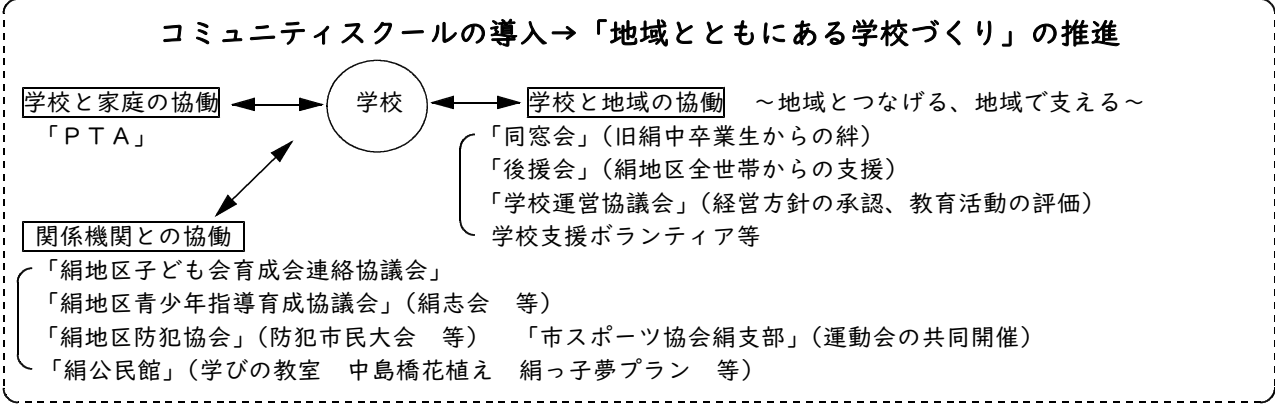 コミュニティスクールの導入→「地域とともにある学校づくり」の推進
学校と家庭の協働
学校
学校と地域の協働 ～地域とつなげる、地域で支える～
「ＰＴＡ」
「同窓会」（旧絹中卒業生からの絆）
「後援会」（絹地区全世帯からの支援）
「学校運営協議会」（経営方針の承認、教育活動の評価）
学校支援ボランティア等
関係機関との協働
「絹地区子ども会育成会連絡協議会」
「絹地区青少年指導育成協議会」（絹志会　等）
「絹地区防犯協会」（防犯市民大会　等）　「市スポーツ協会絹支部」（運動会の共同開催）
「絹公民館」（学びの教室　中島橋花植え　絹っ子夢プラン　等）